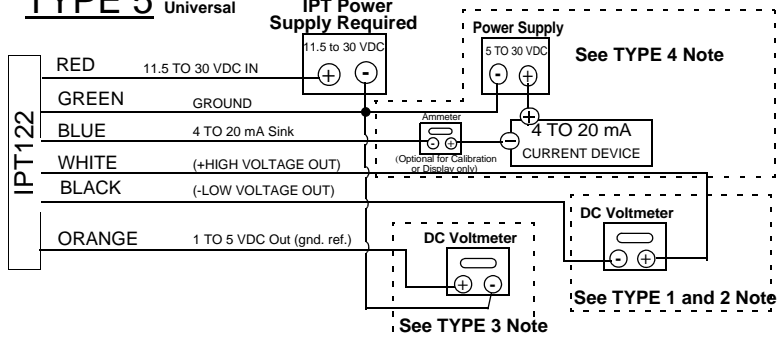 TYPE 5 Universal
IPT Power
Supply Required
11.5 to 30 VDC
+ -
Power Supply
5 TO 30 VDC
- +
See TYPE 4 Note
IPT122
RED 11.5 TO 30 VDC IN
GREEN GROUND
BLUE 4 TO 20 mA Sink
WHITE (+HIGH VOLTAGE OUT)
BLACK (-LOW VOLTAGE OUT)
ORANGE 1 TO 5 VDC Out (gnd. ref.)
Ammeter
- +
(Optional for Calibration
or Display only)
+
-
4 TO 20 mA
CURRENT DEVICE
DC Voltmeter
+ -
See TYPE 3 Note
DC Voltmeter
- +
See TYPE 1 and 2 Note